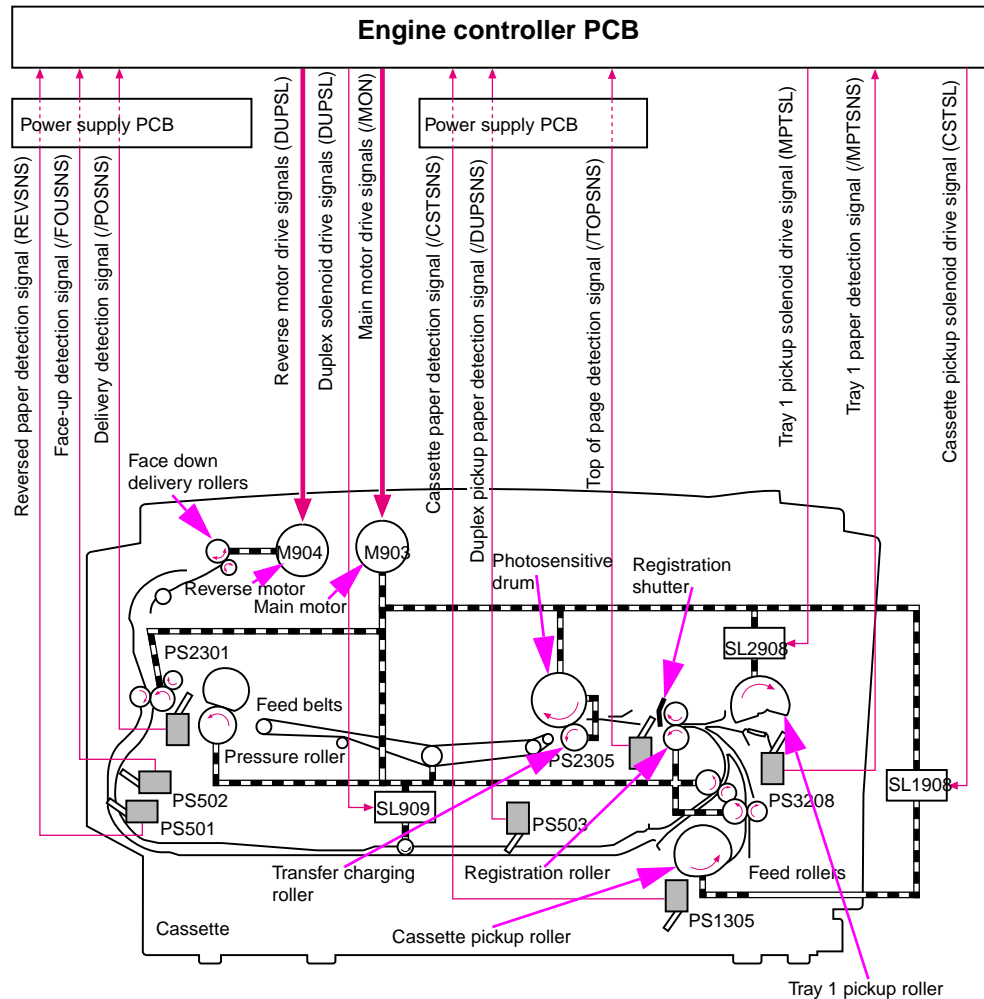 Engine controller PCB
Power supply PCB
Power supply PCB
Reversed paper detection signal (REVSNS)
Face-up detection signal (/FOUSNS)
Delivery detection signal (/POSNS)
Reverse motor drive signals (DUPSL)
Duplex solenoid drive signals (DUPSL)
Main motor drive signals (/MON)
Cassette paper detection signal (/CSTSNS)
Duplex pickup paper detection signal (/DUPSNS)
Top of page detection signal (/TOPSNS)
Tray 1 pickup solenoid drive signal (MPTSL)
Tray 1 paper detection signal (/MPTSNS)
Cassette pickup solenoid drive signal (CSTSL)
Face down
delivery rollers
M904
M903
Reverse motor
Main motor
Photosensitive
drum
Registration
shutter
PS2301
SL2908
Feed belts
Pressure roller
PS2305
PS502
PS501
SL909
PS503
PS3208
SL1908
Transfer charging
roller
Registration roller
Feed rollers
Cassette
Cassette pickup roller
PS1305
Tray 1 pickup roller